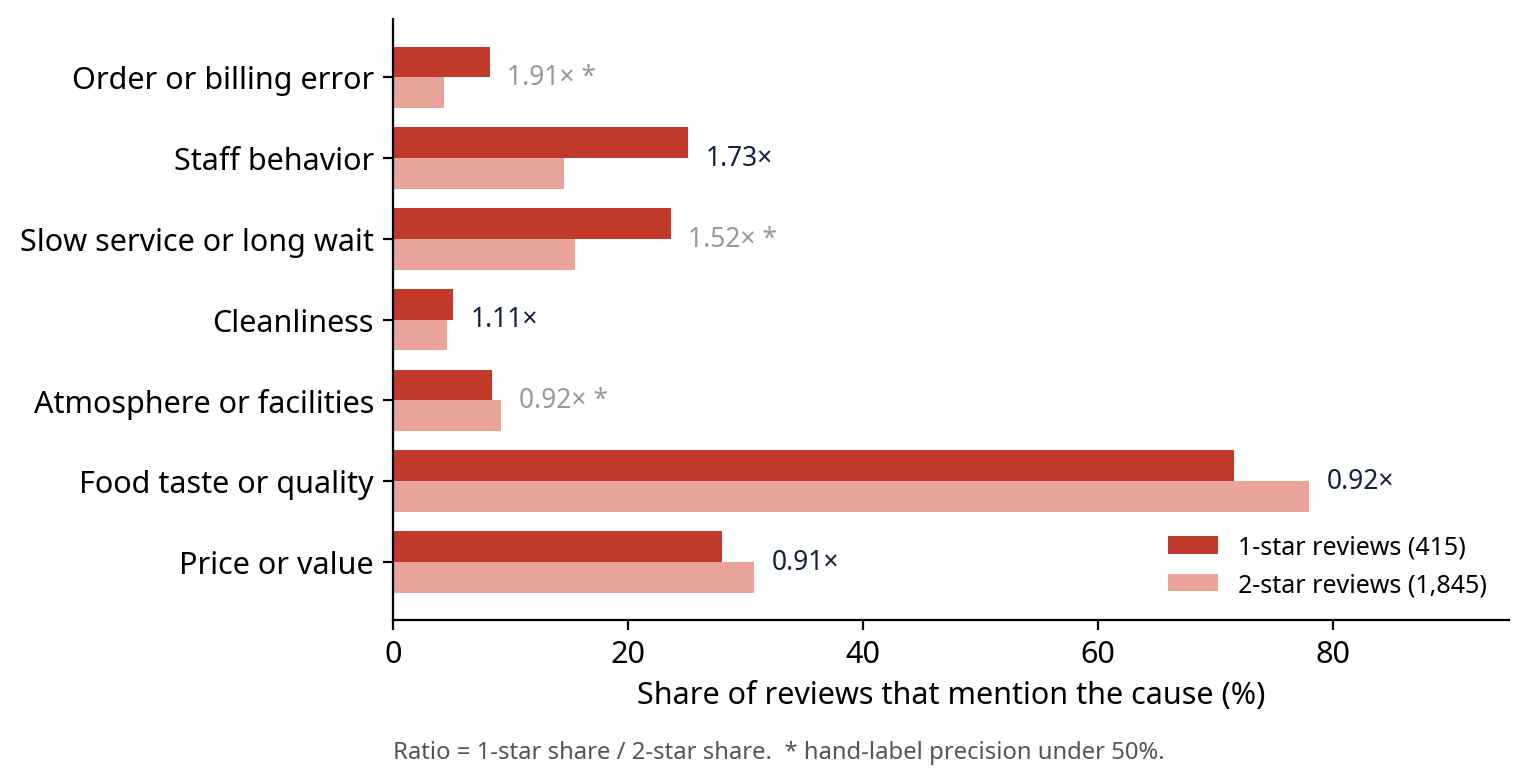 Order or billing error
1.91× *
Staff behavior
1.73×
Slow service or long wait
1.52× *
Cleanliness
1.11×
Atmosphere or facilities
0.92× *
Food taste or quality
0.92×
Price or value
0.91×
1-star reviews (415)
2-star reviews (1,845)
0 20 40 60 80
Share of reviews that mention the cause (%)
Ratio = 1-star share / 2-star share.  * hand-label precision under 50%.